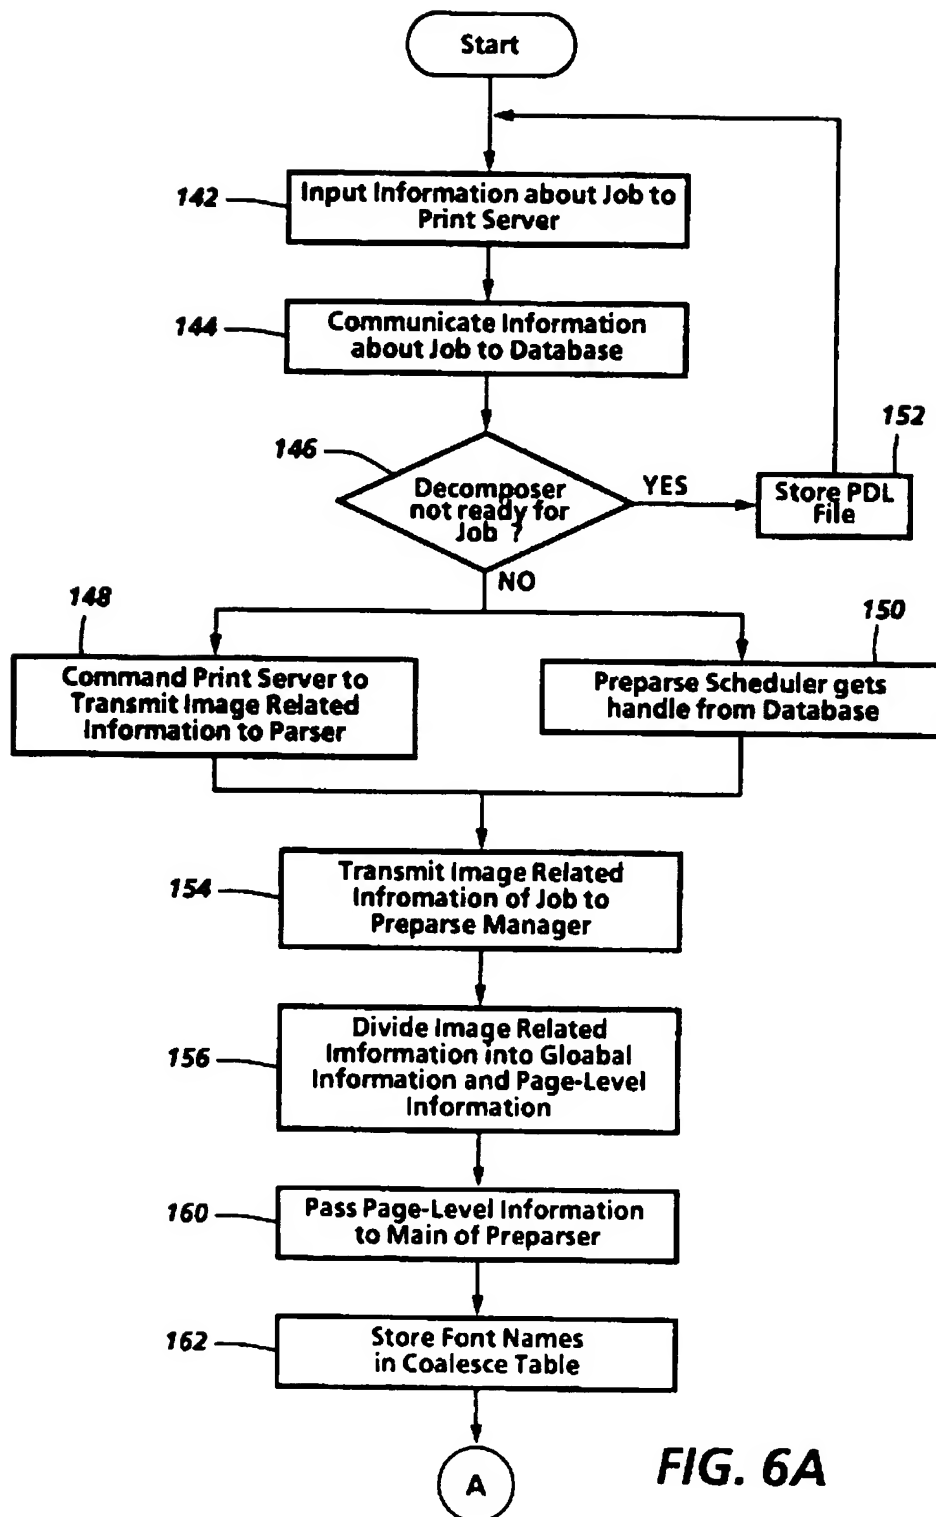 Start
142
Input Information about Job to
Print Server
144
Communicate Information
about Job to Database
146
Decomposer
not ready for
Job ?
YES
152
Store PDL
File
NO
148
Command Print Server to
Transmit Image Related
Information to Parser
150
Preparse Scheduler gets
handle from Database
154
Transmit Image Related
Infromation of Job to
Preparse Manager
156
Divide Image Related
Imformation into Gloabal
Information and Page-Level
Information
160
Pass Page-Level Information
to Main of Preparser
162
Store Font Names
in Coalesce Table
A
FIG. 6A